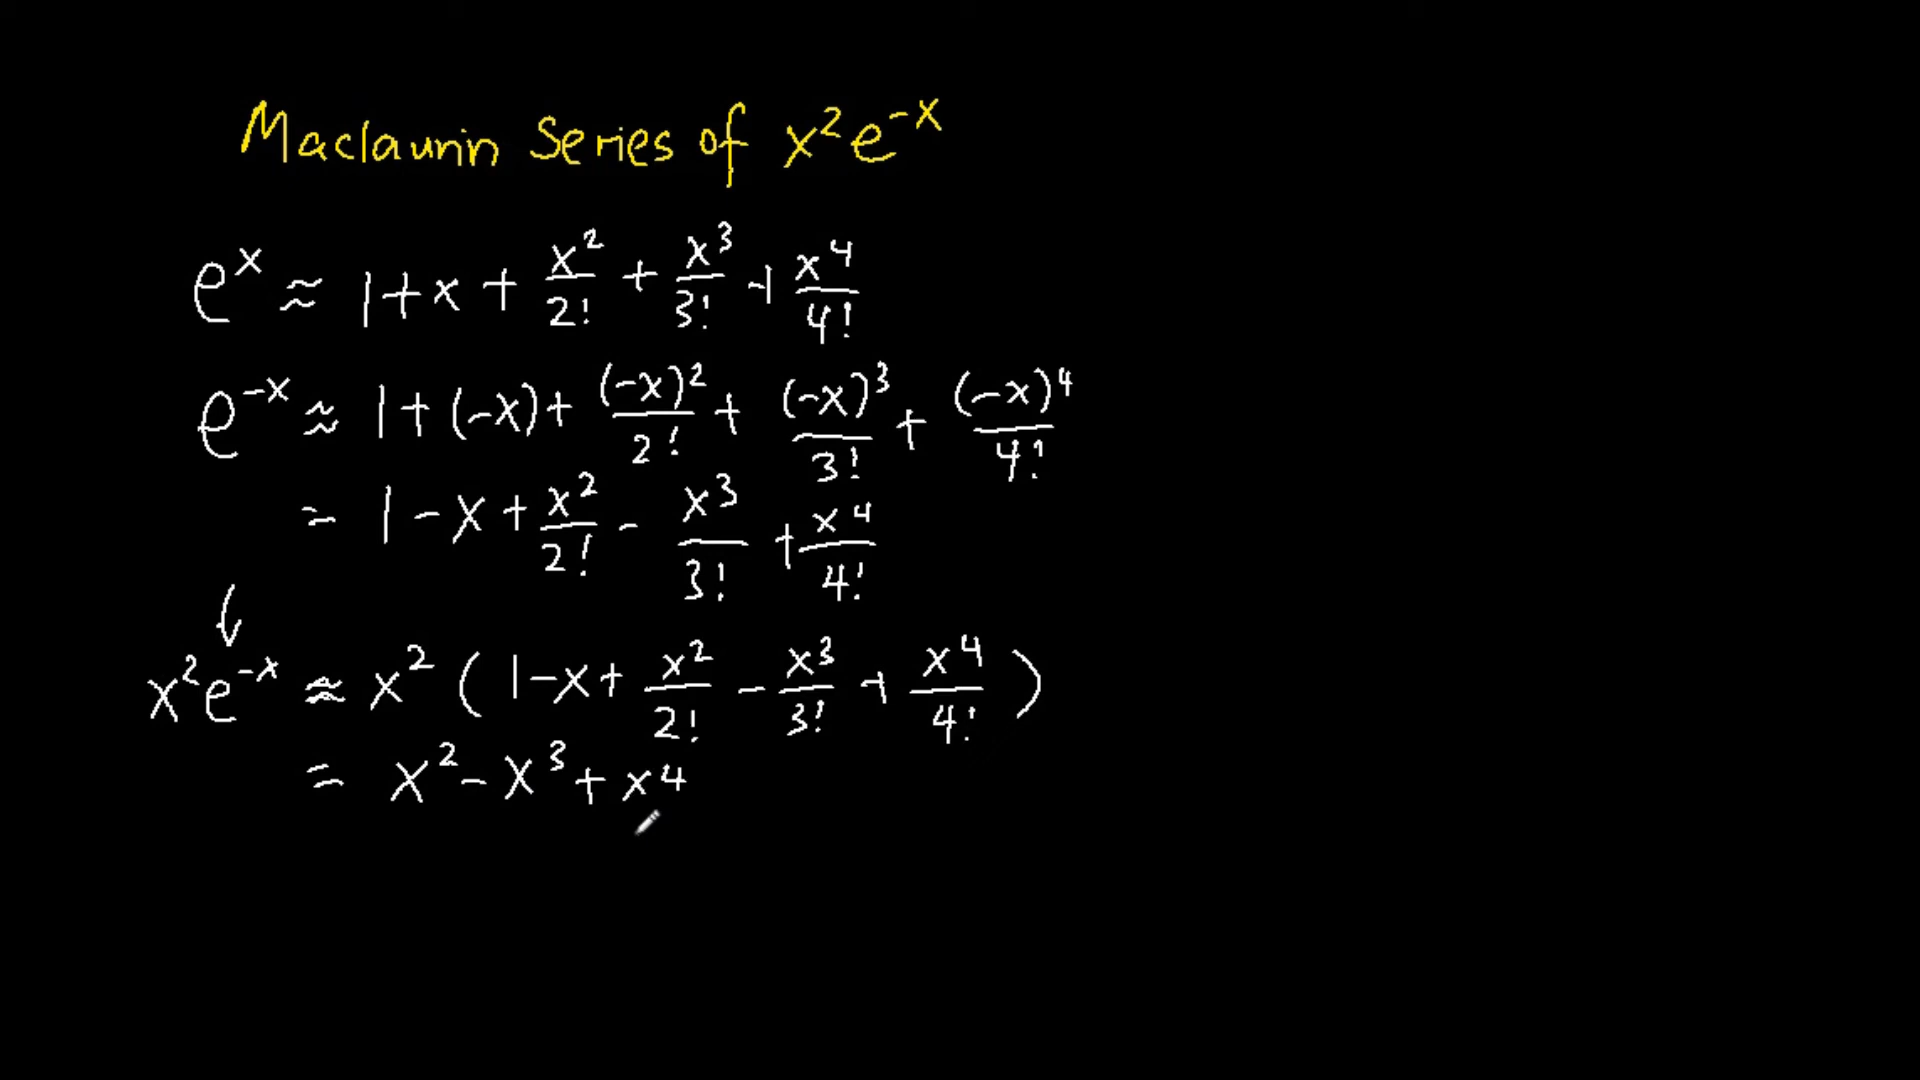 Maclaurin Series of x²e⁻ˣ
eˣ ≈ 1 + x + x²/2! + x³/3! + x⁴/4!
e⁻ˣ ≈ 1 + (-x) + (-x)²/2! + (-x)³/3! + (-x)⁴/4!
= 1 - x + x²/2! - x³/3! + x⁴/4!
x²e⁻ˣ ≈ x² ( 1 - x + x²/2! - x³/3! + x⁴/4! )
= x² - x³ + x⁴